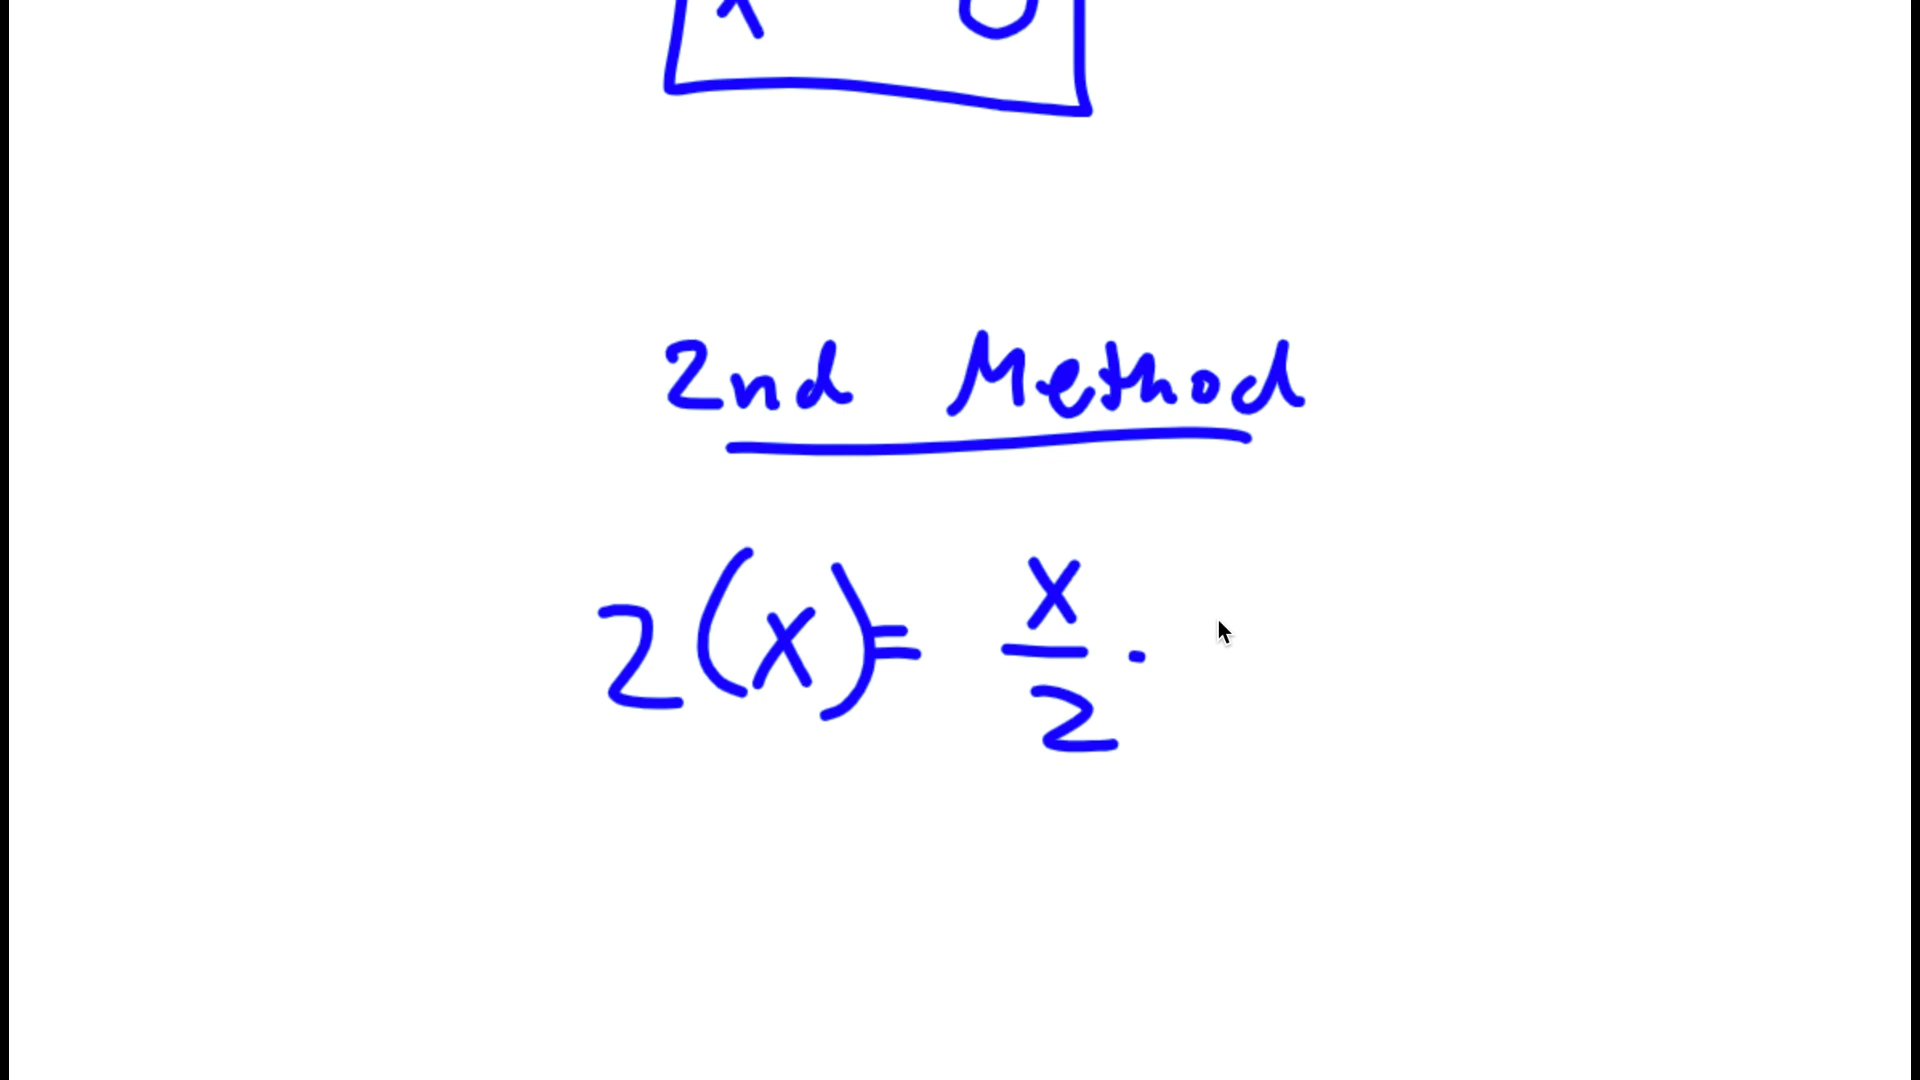 2nd Method
2(x)= x/2 ·